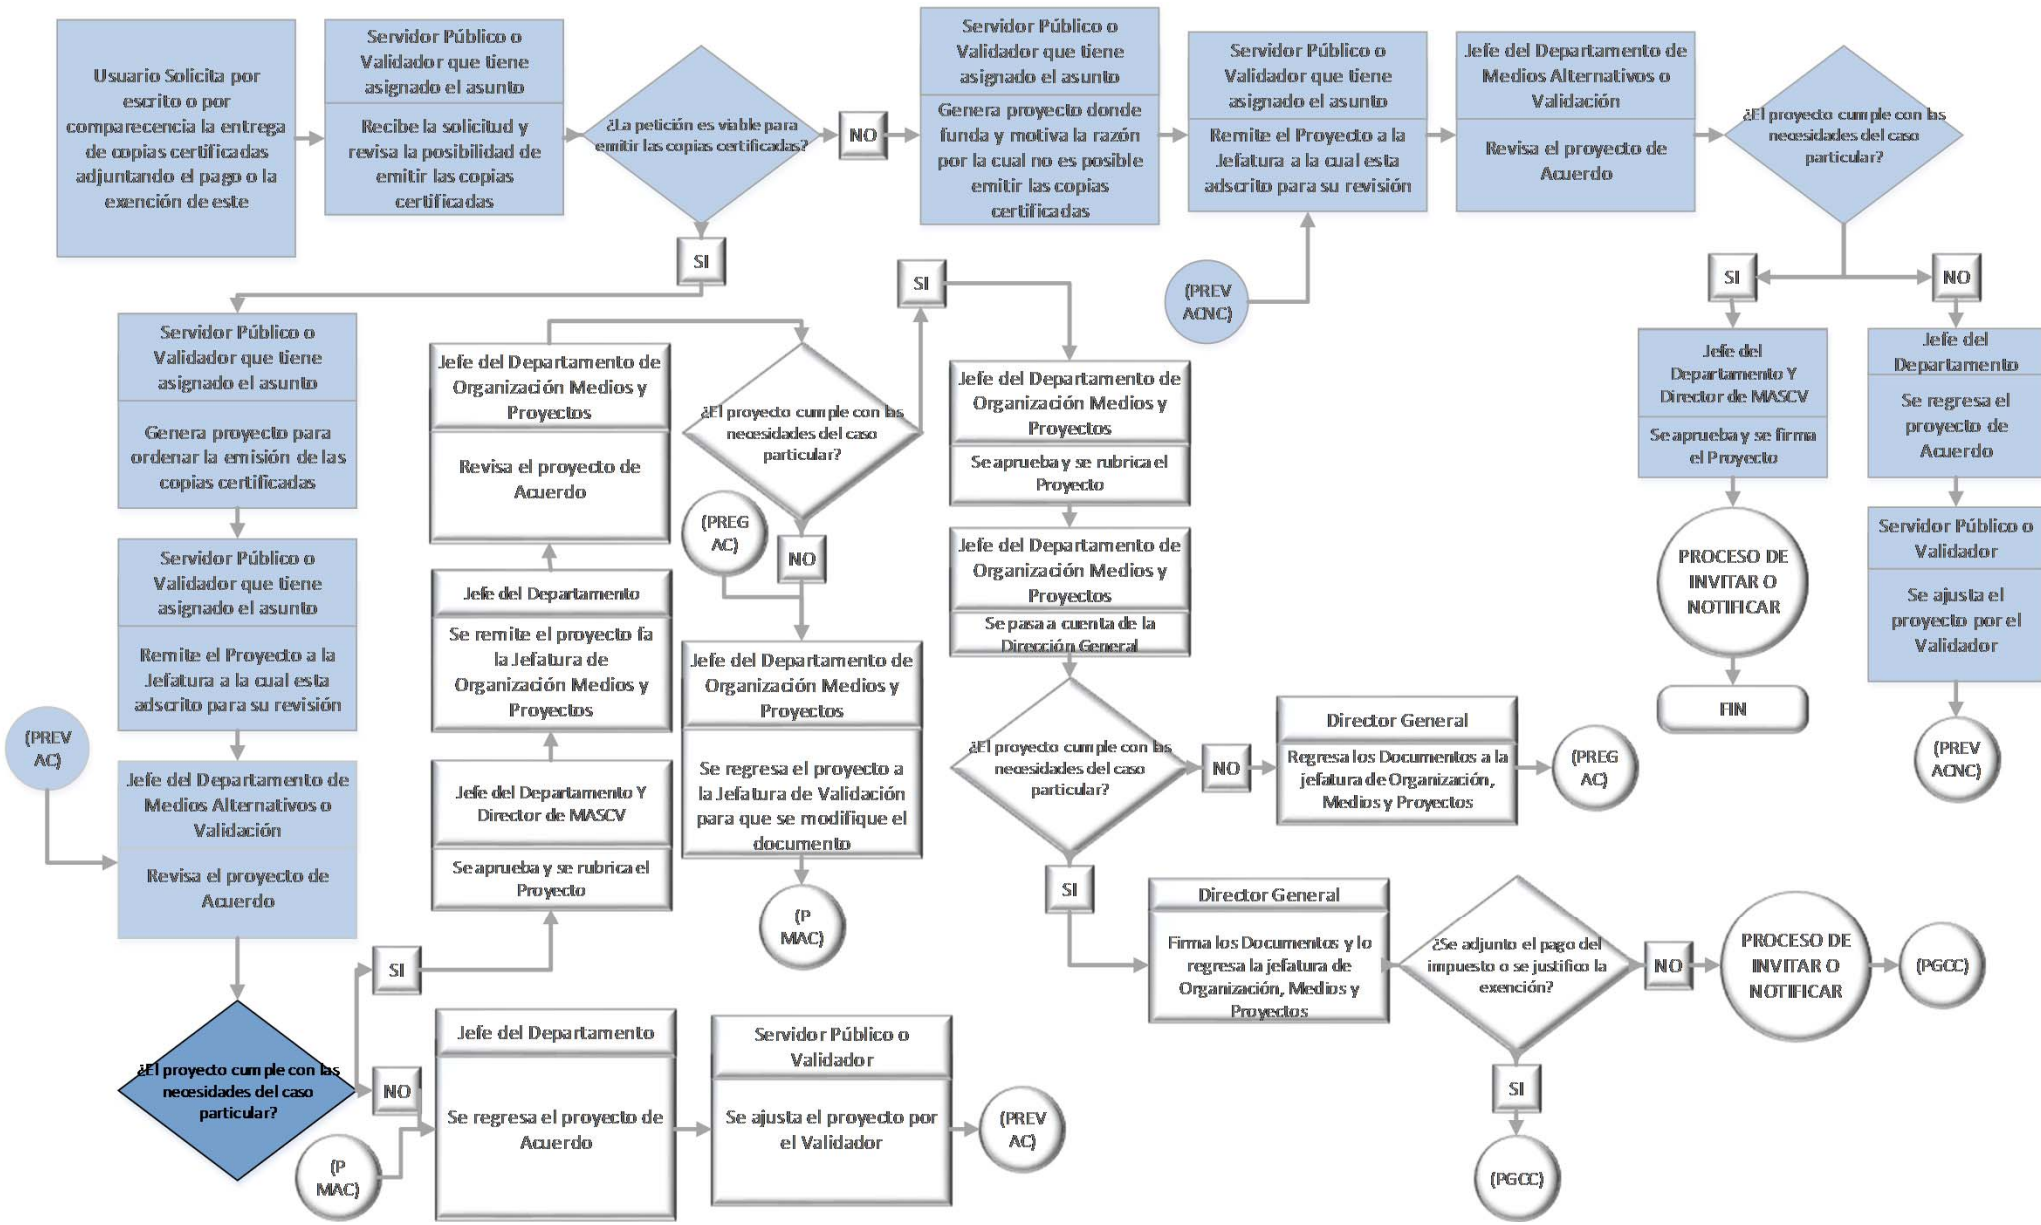 Usuario Solicita por
escrito o por
comparecencia la entrega
de copias certificadas
adjuntando el pago o la
exención de este
Servidor Público o
Validador que tiene
asignado el asunto
Recibe la solicitud y
revisa la posibilidad de
emitir las copias
certificadas
¿La petición es viable para
emitir las copias certificadas?
NO
Servidor Público o
Validador que tiene
asignado el asunto
Genera proyecto donde
funda y motiva la razón
por la cual no es posible
emitir las copias
certificadas
Servidor Público o
Validador que tiene
asignado el asunto
Remite el Proyecto a la
Jefatura a la cual esta
adscrito para su revisión
Jefe del Departamento de
Medios Alternativos o
Validación
Revisa el proyecto de
Acuerdo
¿El proyecto cumple con las
necesidades del caso
particular?
SI
SI
(PREV
ACNC)
SI
NO
Servidor Público o
Validador que tiene
asignado el asunto
Genera proyecto para
ordenar la emisión de las
copias certificadas
Servidor Público o
Validador que tiene
asignado el asunto
Remite el Proyecto a la
Jefatura a la cual esta
adscrito para su revisión
(PREV
AC)
Jefe del Departamento de
Medios Alternativos o
Validación
Revisa el proyecto de
Acuerdo
¿El proyecto cumple con las
necesidades del caso
particular?
SI
NO
(P
MAC)
Jefe del Departamento de
Organización Medios y
Proyectos
Revisa el proyecto de
Acuerdo
Jefe del Departamento
Se remite el proyecto fa
la Jefatura de
Organización Medios y
Proyectos
Jefe del Departamento Y
Director de MASCV
Se aprueba y se rubrica el
Proyecto
Jefe del Departamento
Se regresa el proyecto de
Acuerdo
Servidor Público o
Validador
Se ajusta el proyecto por
el Validador
(PREV
AC)
¿El proyecto cumple con las
necesidades del caso
particular?
(PREG
AC)
NO
Jefe del Departamento de
Organización Medios y
Proyectos
Se regresa el proyecto a
la Jefatura de Validación
para que se modifique el
documento
(P
MAC)
Jefe del Departamento de
Organización Medios y
Proyectos
Se aprueba y se rubrica el
Proyecto
Jefe del Departamento de
Organización Medios y
Proyectos
Se pasa a cuenta de la
Dirección General
¿El proyecto cumple con las
necesidades del caso
particular?
NO
Director General
Regresa los Documentos a la
jefatura de Organización,
Medios y Proyectos
(PREG
AC)
SI
Director General
Firma los Documentos y lo
regresa la jefatura de
Organización, Medios y
Proyectos
¿Se adjunto el pago del
impuesto o se justifico la
exención?
NO
PROCESO DE
INVITAR O
NOTIFICAR
(PGCC)
SI
(PGCC)
Jefe del
Departamento Y
Director de MASCV
Se aprueba y se firma
el Proyecto
PROCESO DE
INVITAR O
NOTIFICAR
FIN
Jefe del
Departamento
Se regresa el
proyecto de
Acuerdo
Servidor Público o
Validador
Se ajusta el
proyecto por el
Validador
(PREV
ACNC)